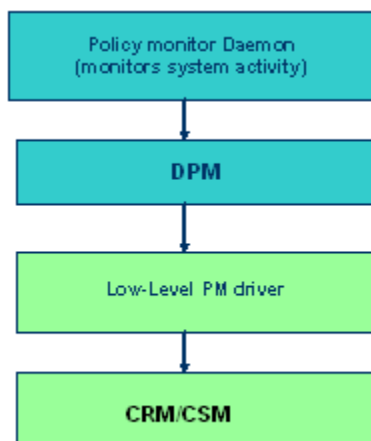 Policy monitor Daemon
(monitors system activity)
DPM
Low-Level PM driver
CRM/CSM